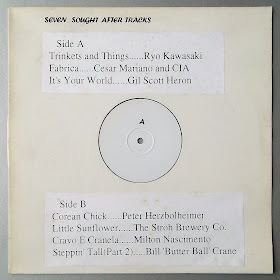 SEVEN SOUGHT AFTER TRACKS
Side A
Trinkets and Things.....Ryo Kawasaki
Fabrica.....Cesar Mariano and CIA
It's Your World.....Gil Scott Heron
A
Side B
Corean Chick.....Peter Herzbolheimer
Little Sunflower.....The Stroh Brewery Co.
Cravo E Cranela.....Milton Nascimento
Steppin' Tall(Part 2).....Bill 'Butter Ball' Crane